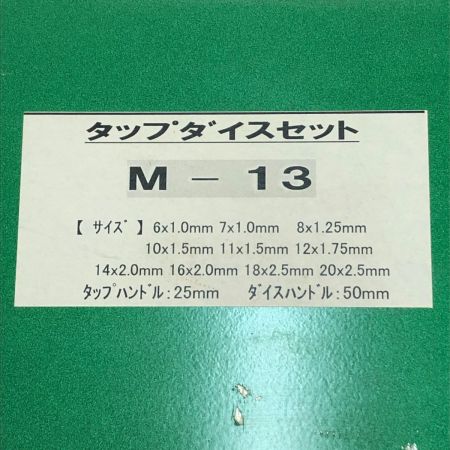 タップダイスセット
M － 13
【 ｻｲｽﾞ 】 6x1.0mm 7x1.0mm 8x1.25mm
10x1.5mm 11x1.5mm 12x1.75mm
14x2.0mm 16x2.0mm 18x2.5mm 20x2.5mm
ﾀｯﾌﾟﾊﾝﾄﾞﾙ:25mm ﾀﾞｲｽﾊﾝﾄﾞﾙ:50mm